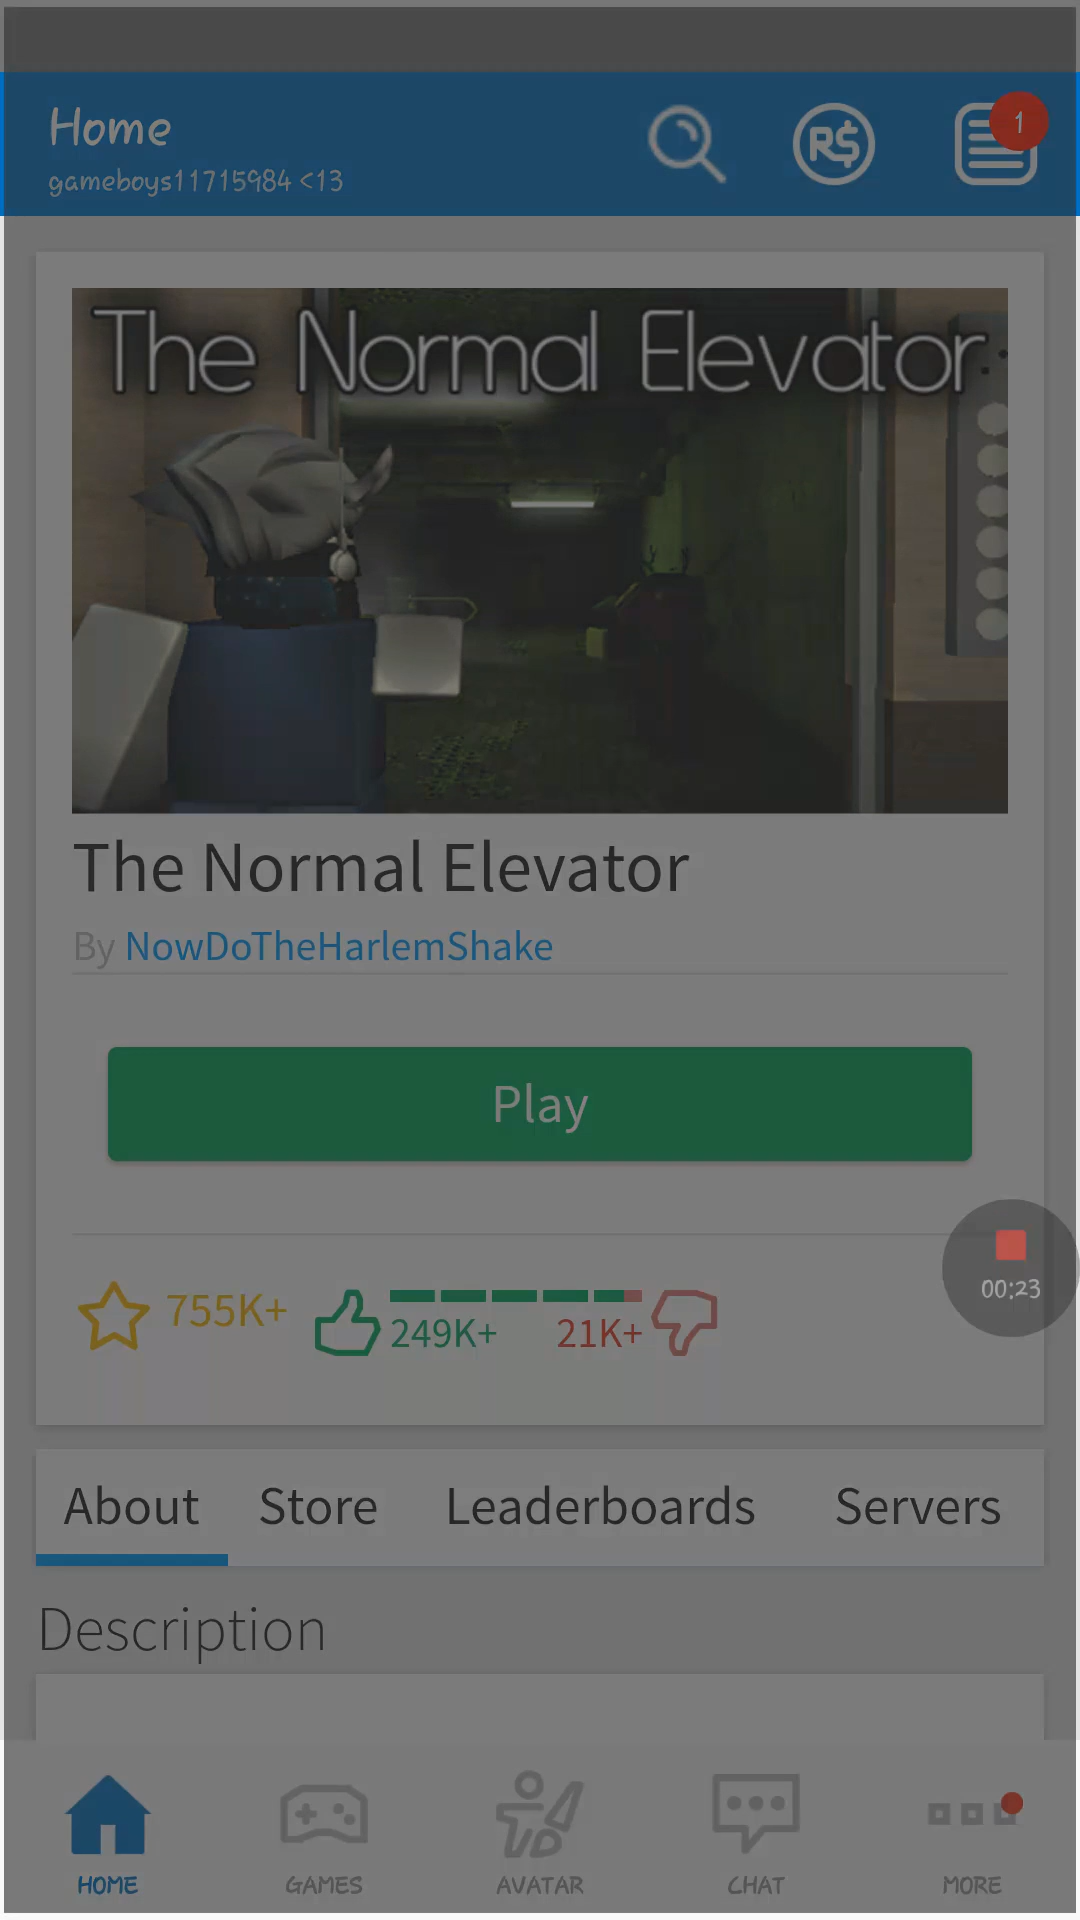 Home
gameboys11715984 <13
R$
1
The Normal Elevator
The Normal Elevator
By NowDoTheHarlemShake
Play
00:23
755K+
249K+
21K+
About Store Leaderboards Servers
Description
HOME GAMES AVATAR CHAT MORE